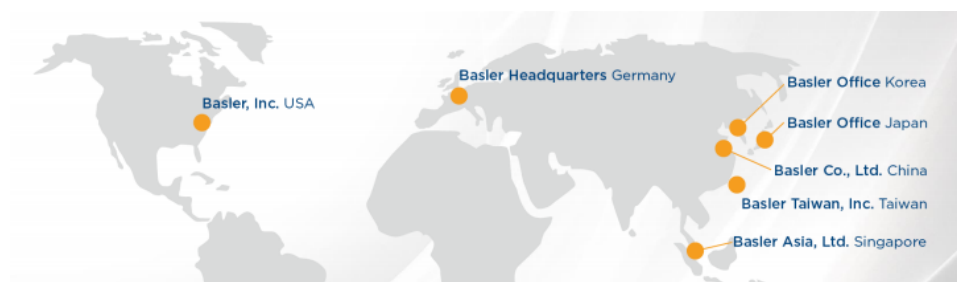 Basler Headquarters Germany
Basler Office Korea
Basler, Inc. USA
Basler Office Japan
Basler Co., Ltd. China
Basler Taiwan, Inc. Taiwan
Basler Asia, Ltd. Singapore